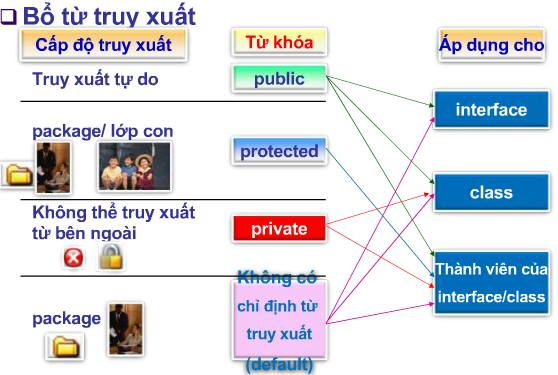 Bổ từ truy xuất
Cấp độ truy xuất
Từ khóa
Áp dụng cho
Truy xuất tự do
public
interface
package/ lớp con
protected
class
Không thể truy xuất
từ bên ngoài
private
Thành viên của
interface/class
package
Không có
chỉ định từ
truy xuất
(default)